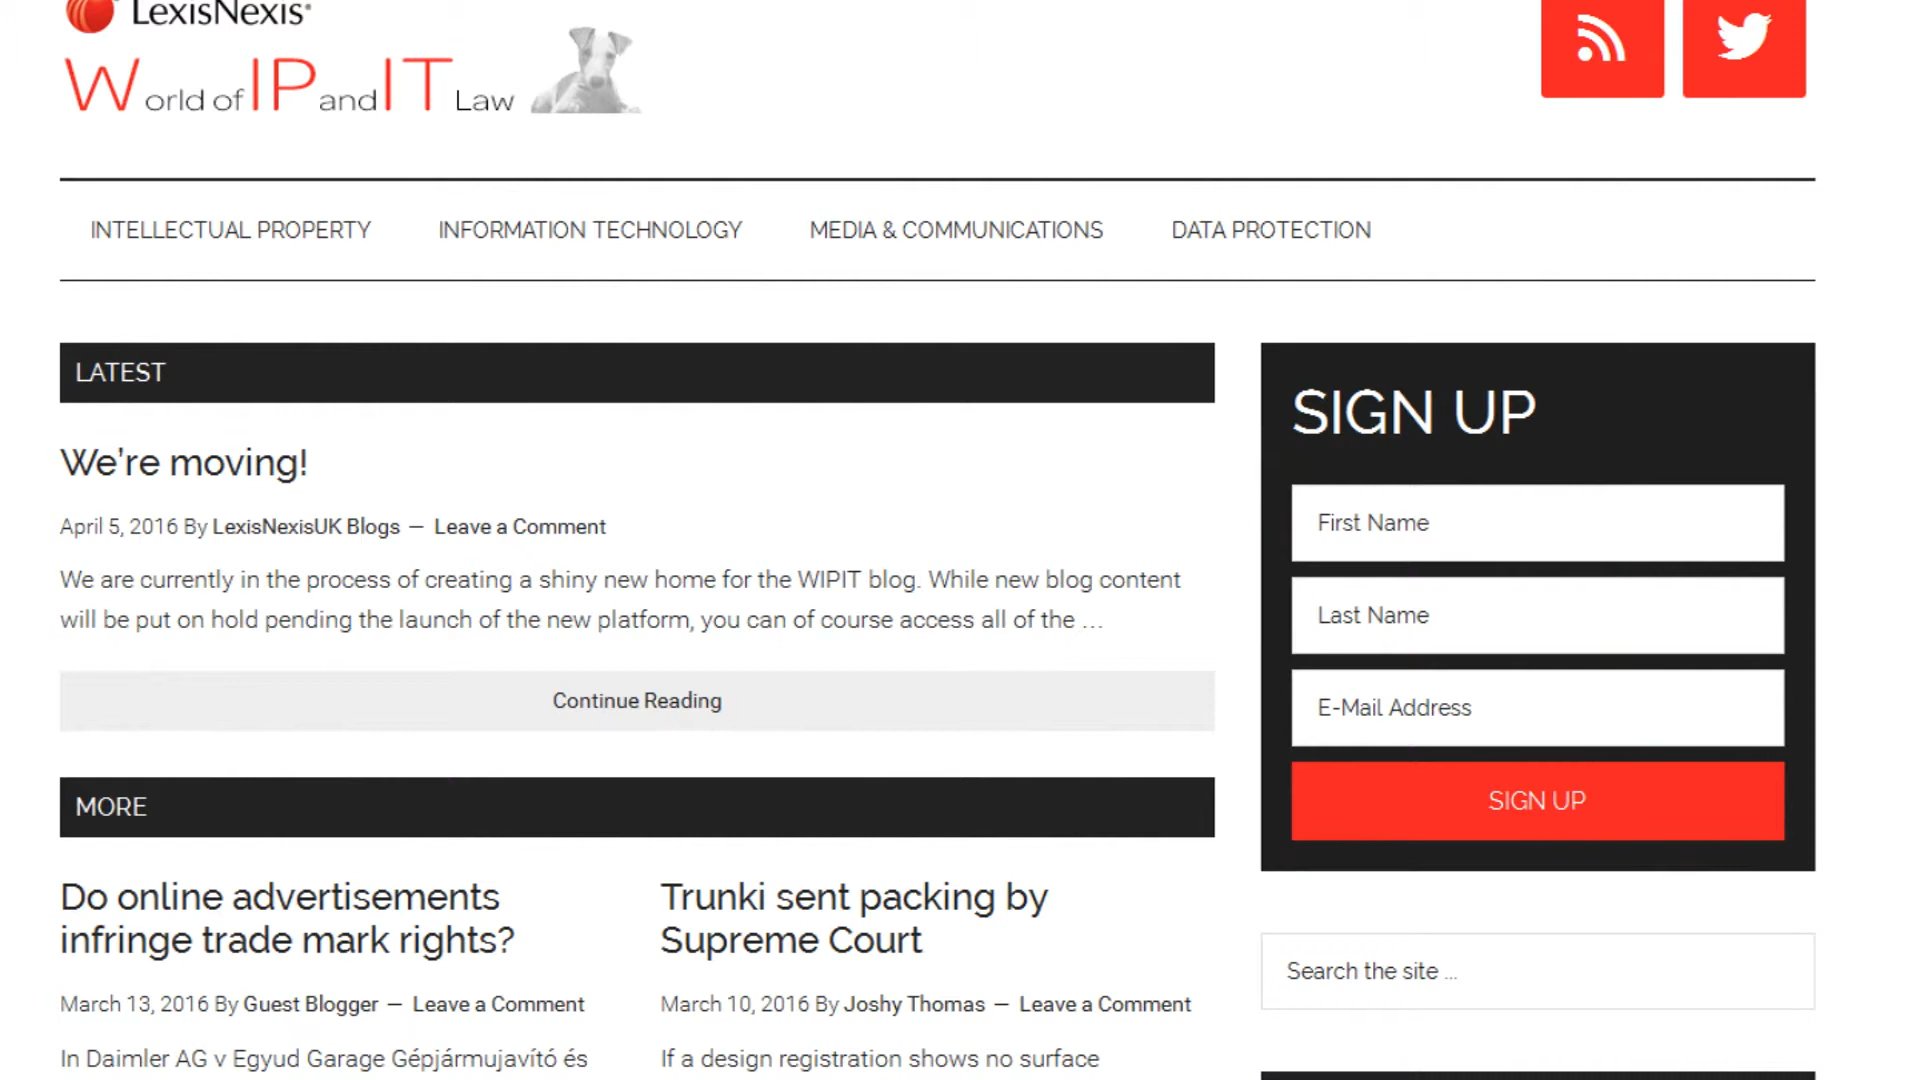 LexisNexis®
World of IP and IT Law
INTELLECTUAL PROPERTY
INFORMATION TECHNOLOGY
MEDIA & COMMUNICATIONS
DATA PROTECTION
LATEST
We're moving!
April 5, 2016 By LexisNexisUK Blogs — Leave a Comment
We are currently in the process of creating a shiny new home for the WIPIT blog. While new blog content
will be put on hold pending the launch of the new platform, you can of course access all of the …
Continue Reading
MORE
Do online advertisements
infringe trade mark rights?
March 13, 2016 By Guest Blogger — Leave a Comment
In Daimler AG v Egyud Garage Gépjármujavító és
Trunki sent packing by
Supreme Court
March 10, 2016 By Joshy Thomas — Leave a Comment
If a design registration shows no surface
SIGN UP
First Name
Last Name
E-Mail Address
SIGN UP
Search the site ...